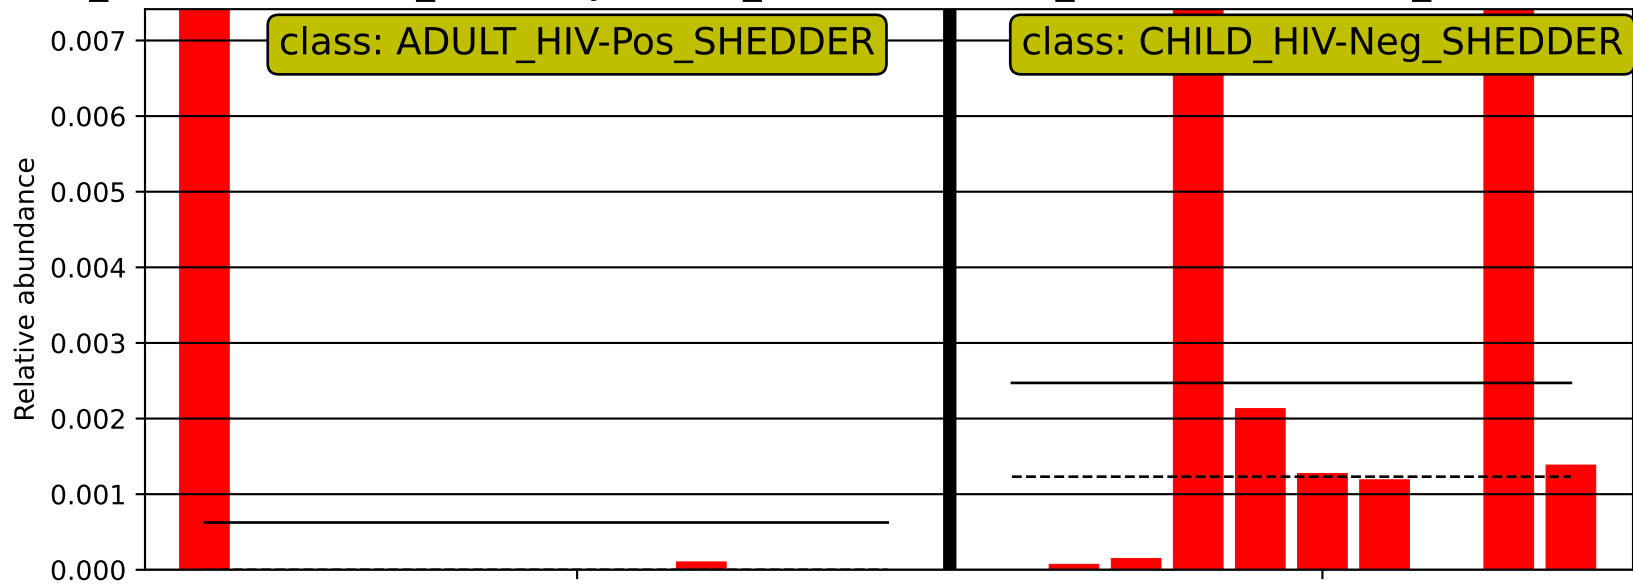 class: ADULT_HIV-Pos_SHEDDER
class: CHILD_HIV-Neg_SHEDDER
0.007
0.006
0.005
0.004
0.003
0.002
0.001
0.000
Relative abundance